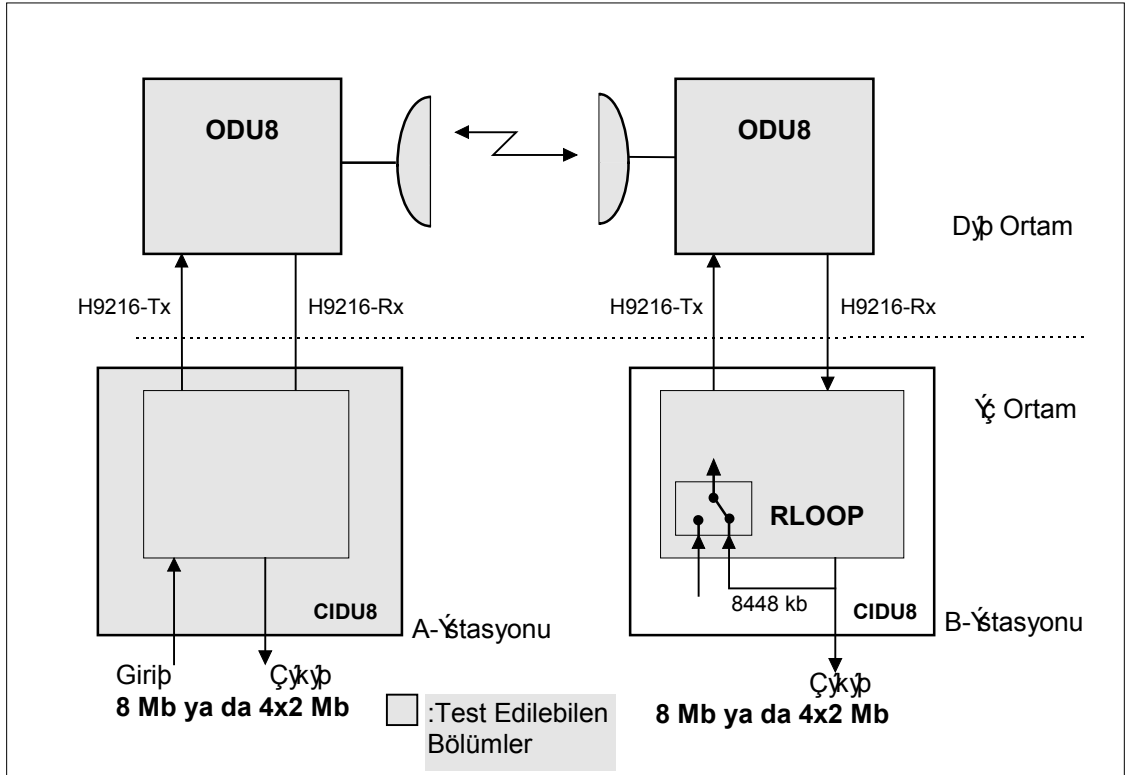 ODU8
ODU8
Dýþ Ortam
H9216-Tx
H9216-Rx
H9216-Tx
H9216-Rx
Ýç Ortam
RLOOP
8448 kb
CIDU8
CIDU8
A-Ýstasyonu
B-Ýstasyonu
Giriþ
Çýkýþ
8 Mb ya da 4x2 Mb
:Test Edilebilen
Bölümler
Çýkýþ
8 Mb ya da 4x2 Mb